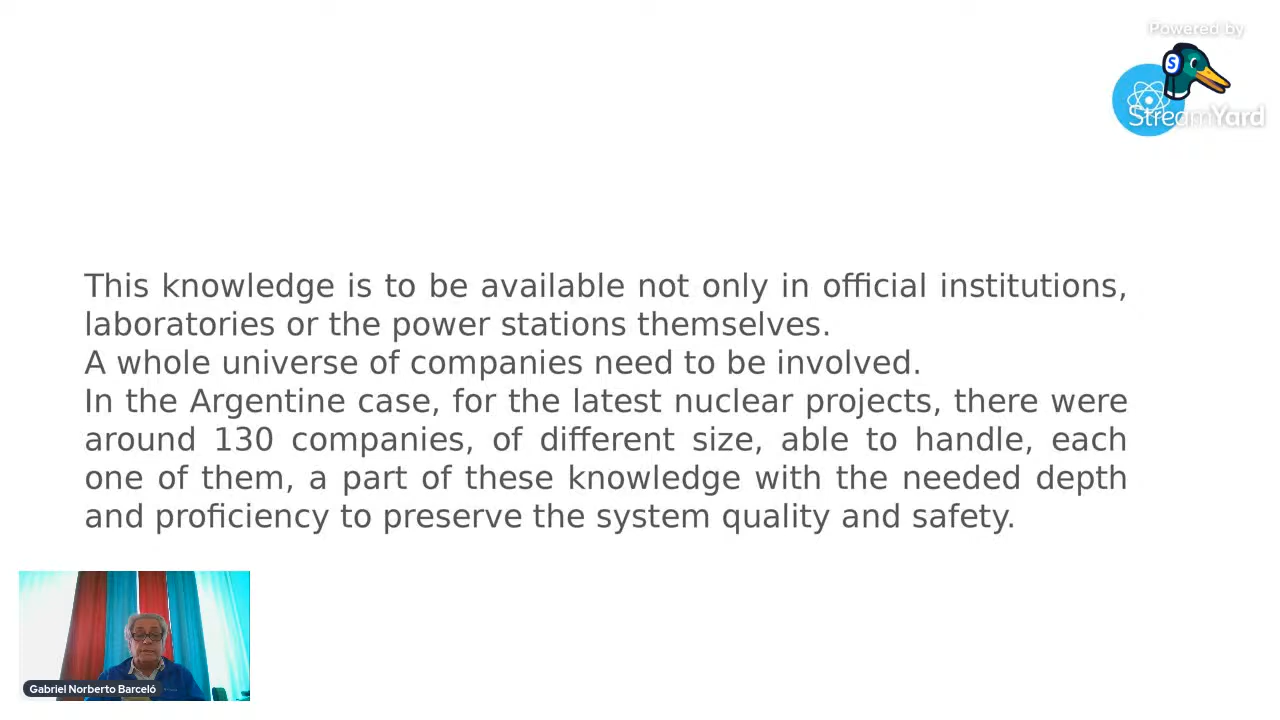 Powered by
StreamYard
This knowledge is to be available not only in official institutions,
laboratories or the power stations themselves.
A whole universe of companies need to be involved.
In the Argentine case, for the latest nuclear projects, there were
around 130 companies, of different size, able to handle, each
one of them, a part of these knowledge with the needed depth
and proficiency to preserve the system quality and safety.
Gabriel Norberto Barceló